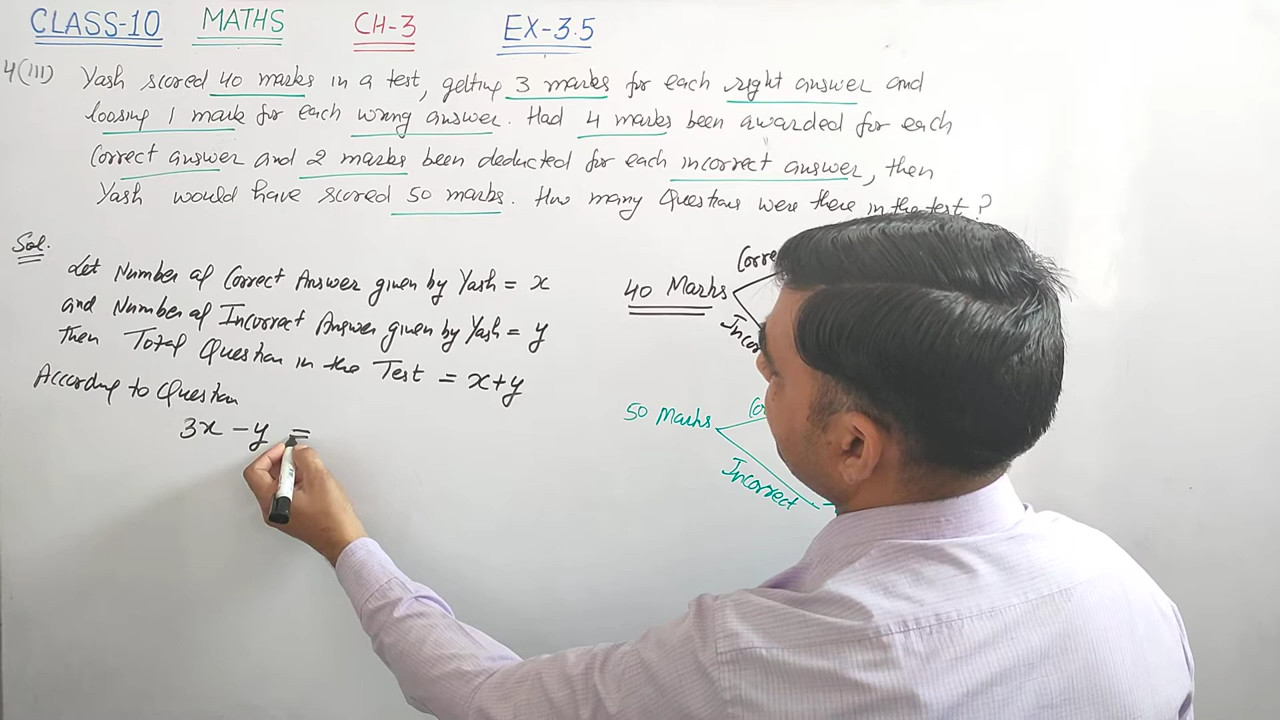 CLASS-10 MATHS CH-3 EX-3.5
4(III) Yash scored 40 marks in a test, getting 3 marks for each right answer and
loosing 1 mark for each wrong answer. Had 4 marks been awarded for each
Correct answer and 2 marks been deducted for each incorrect answer, then
Yash would have scored 50 marks. How many Questions were there in the test?
Sol.
Let Number of Correct Answer given by Yash = x
and Number of Incorrect Answer given by Yash = y
then Total Question in the Test = x+y
According to Question
3x - y =
40 Marks
50 Marks
Incorrect